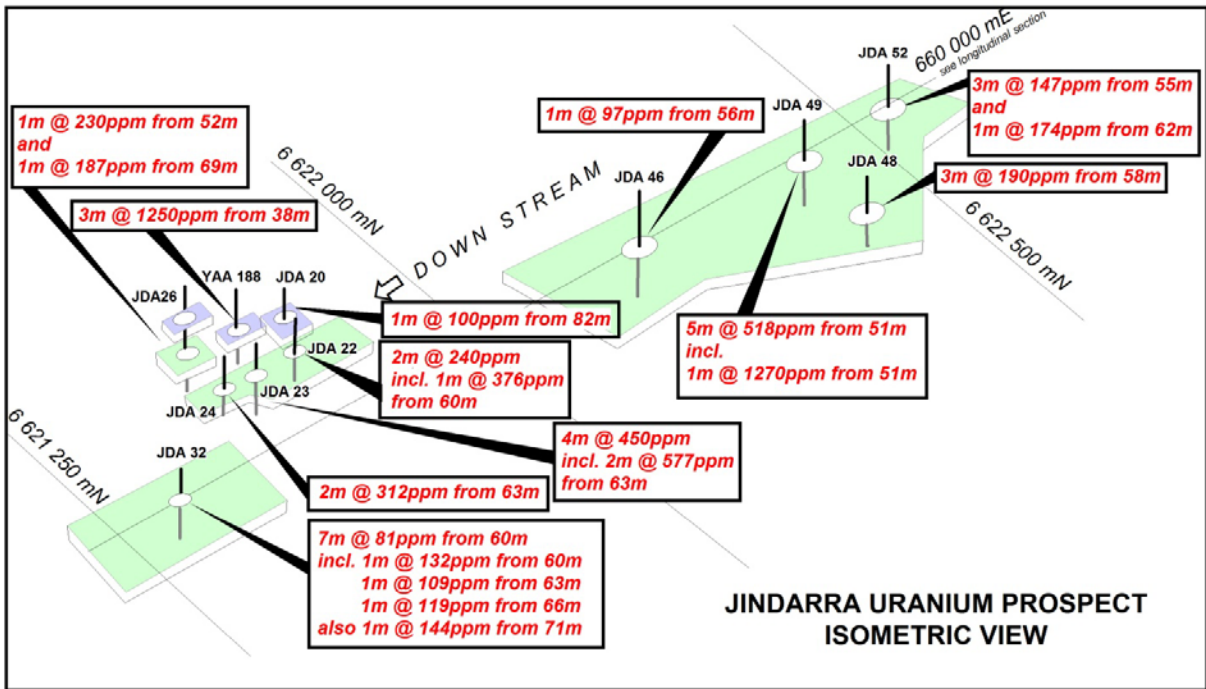 JDA 52
660 000 mE
see longitudinal section
3m @ 147ppm from 55m
and
1m @ 174ppm from 62m
1m @ 230ppm from 52m
and
1m @ 187ppm from 69m
1m @ 97ppm from 56m
JDA 49
JDA 48
3m @ 190ppm from 58m
6 622 000 mN
DOWN STREAM
JDA 46
6 622 500 mN
3m @ 1250ppm from 38m
JDA26
YAA 188
JDA 20
1m @ 100ppm from 82m
5m @ 518ppm from 51m
incl.
1m @ 1270ppm from 51m
JDA 22
2m @ 240ppm
incl. 1m @ 376ppm
from 60m
JDA 23
JDA 24
6 621 250 mN
4m @ 450ppm
incl. 2m @ 577ppm
from 63m
JDA 32
2m @ 312ppm from 63m
7m @ 81ppm from 60m
incl. 1m @ 132ppm from 60m
1m @ 109ppm from 63m
1m @ 119ppm from 66m
also 1m @ 144ppm from 71m
JINDARRA URANIUM PROSPECT
ISOMETRIC VIEW